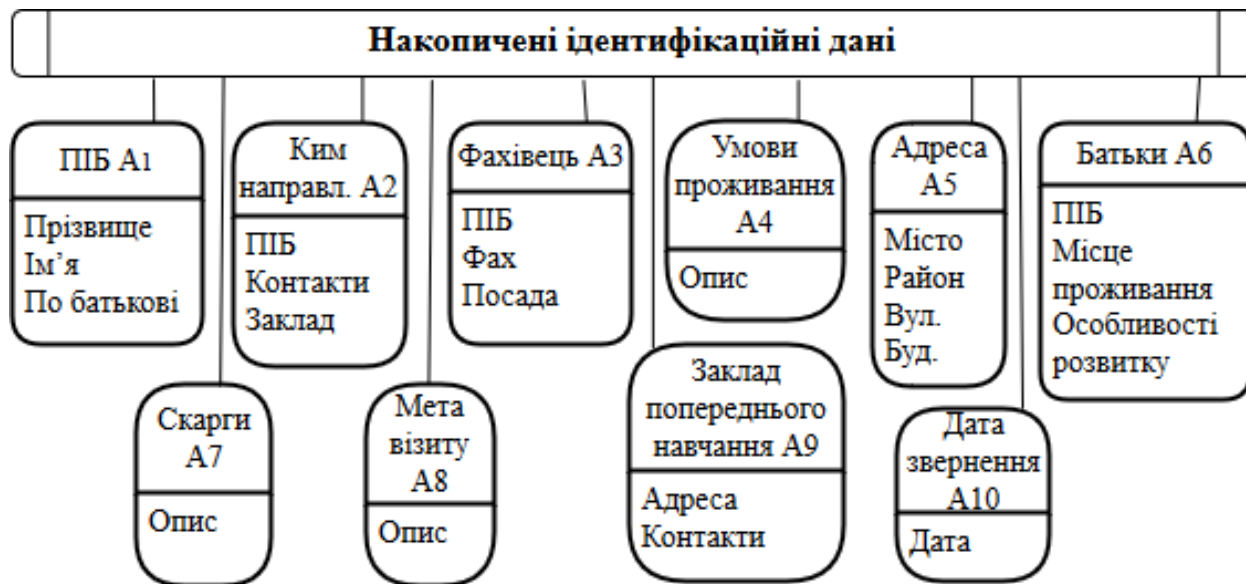 Накопичені ідентифікаційні дані
ПІБ А1
Прізвище
Ім’я
По батькові
Ким
направл. А2
ПІБ
Контакти
Заклад
Фахівець А3
ПІБ
Фах
Посада
Умови
проживання
А4
Опис
Адреса
А5
Місто
Район
Вул.
Буд.
Батьки А6
ПІБ
Місце
проживання
Особливості
розвитку
Скарги
А7
Опис
Мета
візиту
А8
Опис
Заклад
попереднього
навчання А9
Адреса
Контакти
Дата
звернення
А10
Дата